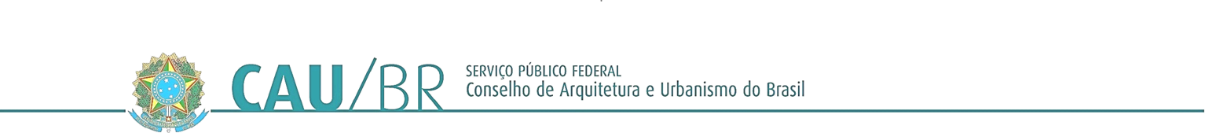 CAU/BR
SERVIÇO PÚBLICO FEDERAL
Conselho de Arquitetura e Urbanismo do Brasil